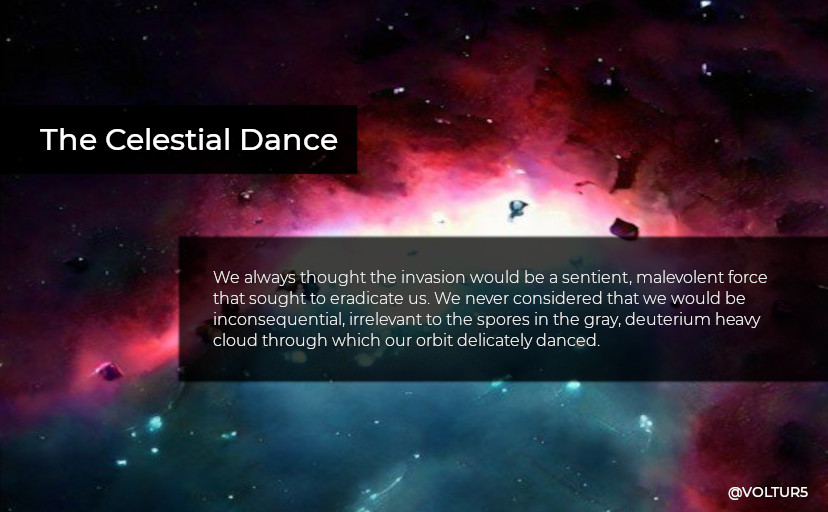 The Celestial Dance
We always thought the invasion would be a sentient, malevolent force
that sought to eradicate us. We never considered that we would be
inconsequential, irrelevant to the spores in the gray, deuterium heavy
cloud through which our orbit delicately danced.
@VOLTUR5